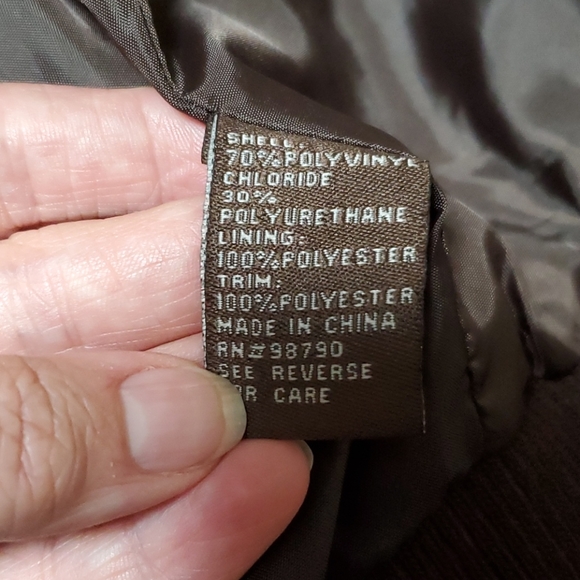 SHELL:
70%POLYVINYL
CHLORIDE
30%
POLYURETHANE
LINING:
100%POLYESTER
TRIM:
100%POLYESTER
MADE IN CHINA
RN#98790
SEE REVERSE
FOR CARE